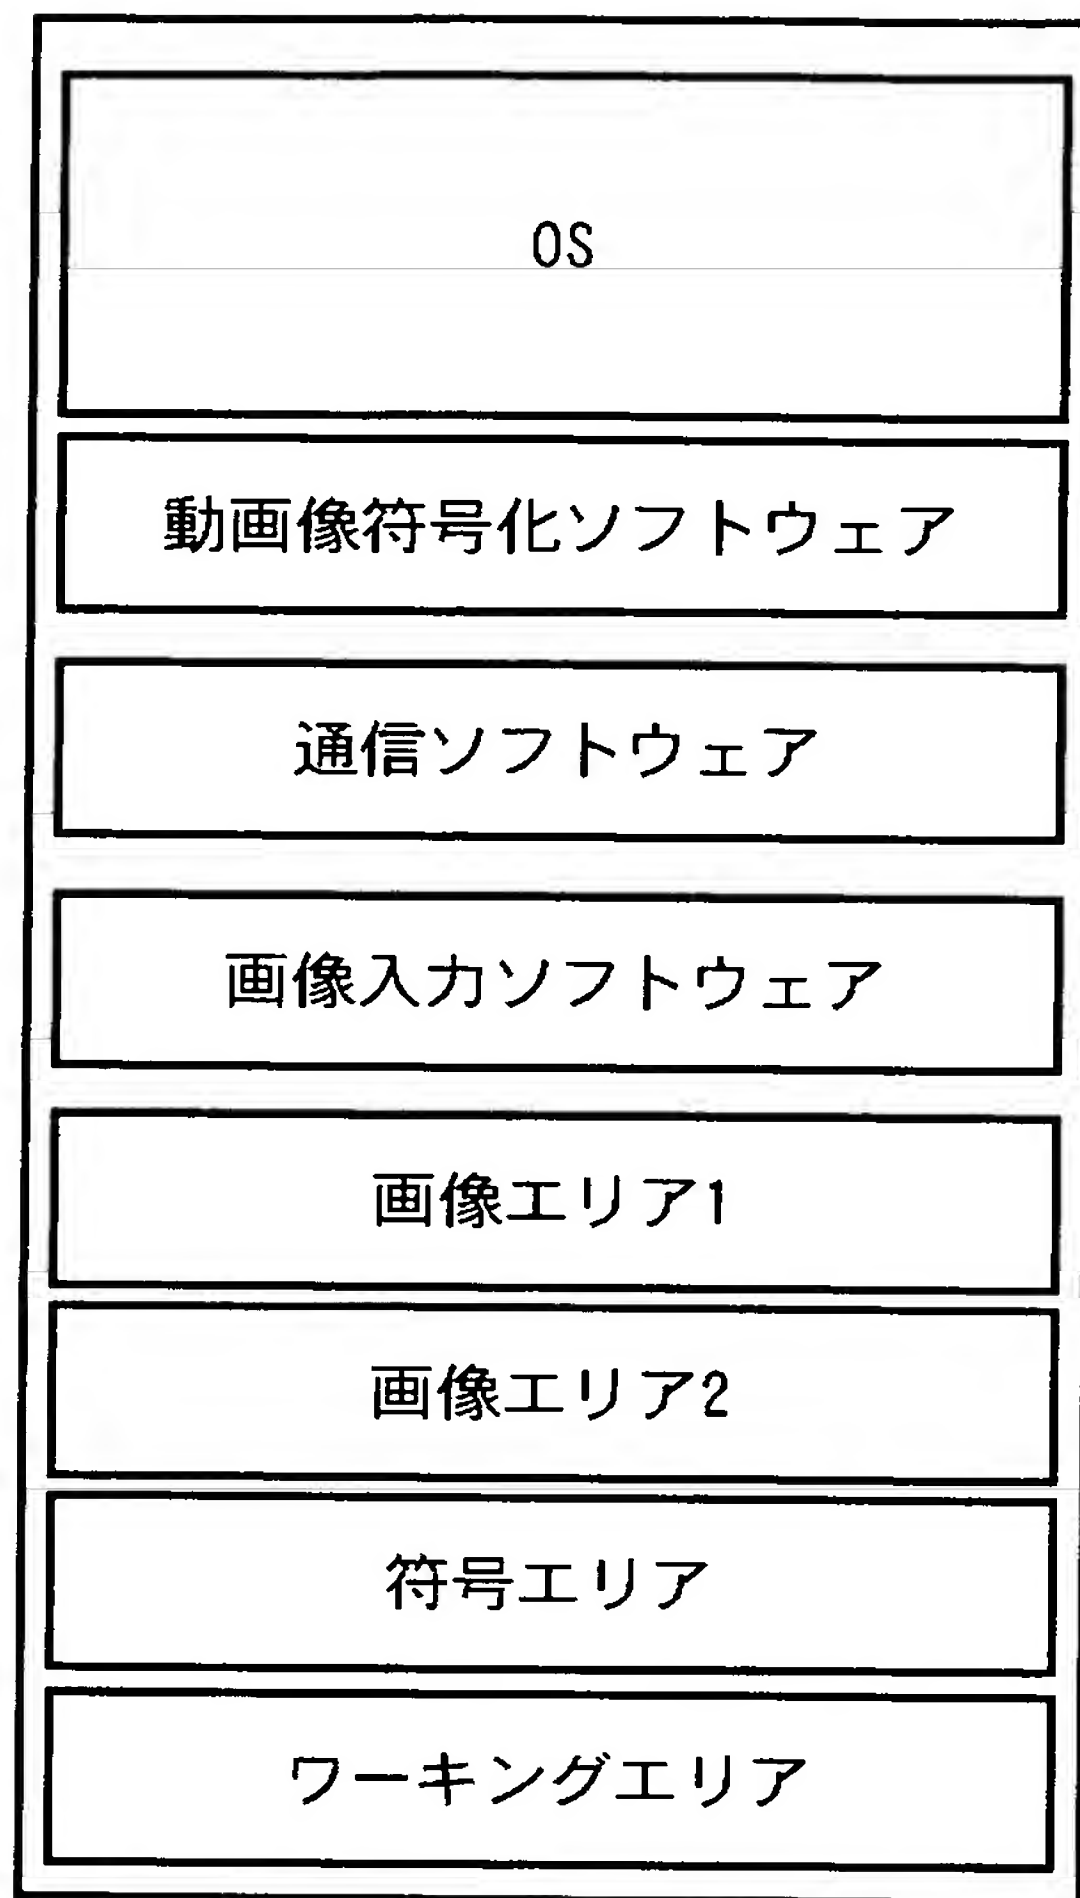 OS
動画像符号化ソフトウェア
通信ソフトウェア
画像入力ソフトウェア
画像エリア1
画像エリア2
符号エリア
ワーキングエリア